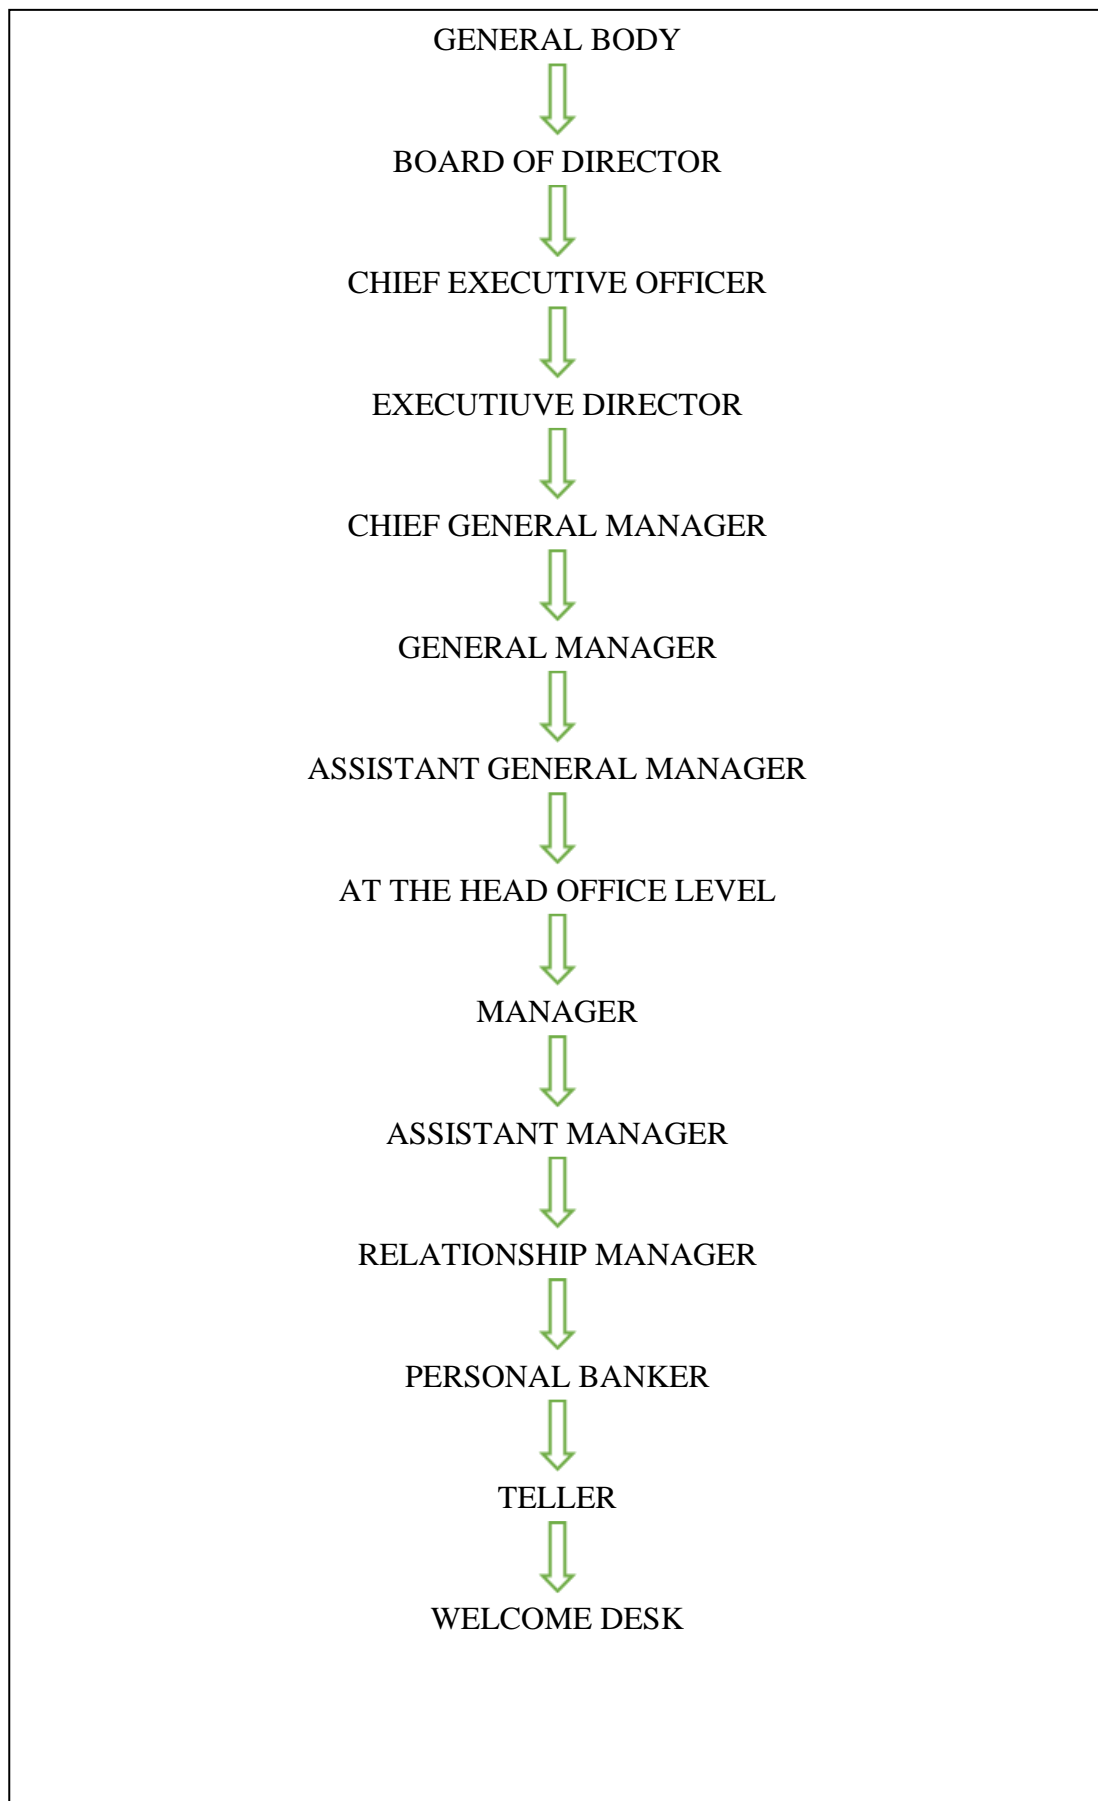 GENERAL BODY
BOARD OF DIRECTOR
CHIEF EXECUTIVE OFFICER
EXECUTIUVE DIRECTOR
CHIEF GENERAL MANAGER
GENERAL MANAGER
ASSISTANT GENERAL MANAGER
AT THE HEAD OFFICE LEVEL
MANAGER
ASSISTANT MANAGER
RELATIONSHIP MANAGER
PERSONAL BANKER
TELLER
WELCOME DESK